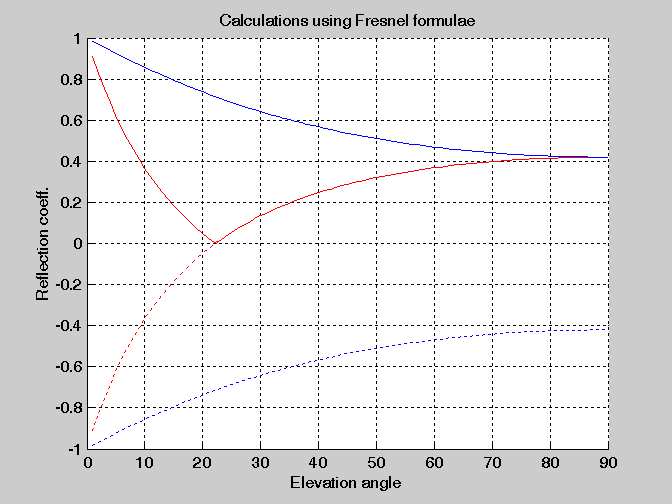 Calculations using Fresnel formulae
1
0.8
0.6
0.4
0.2
0
-0.2
-0.4
-0.6
-0.8
-1
Reflection coeff.
0 10 20 30 40 50 60 70 80 90
Elevation angle